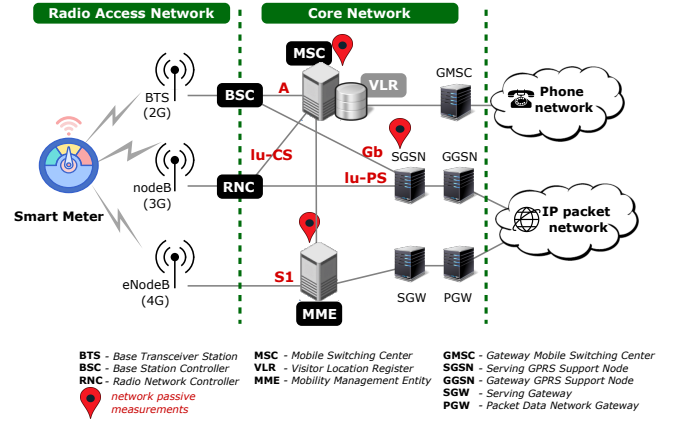 Radio Access Network
Core Network
MSC
VLR
GMSC
Phone
network
BTS
(2G)
BSC
A
Iu-CS
Gb
SGSN
GGSN
nodeB
(3G)
RNC
Iu-PS
Smart Meter
IP packet
network
eNodeB
(4G)
S1
MME
SGW
PGW
BTS - Base Transceiver Station
BSC - Base Station Controller
RNC - Radio Network Controller
network passive
measurements
MSC - Mobile Switching Center
VLR - Visitor Location Register
MME - Mobility Management Entity
GMSC - Gateway Mobile Switching Center
SGSN - Serving GPRS Support Node
GGSN - Gateway GPRS Support Node
SGW - Serving Gateway
PGW - Packet Data Network Gateway